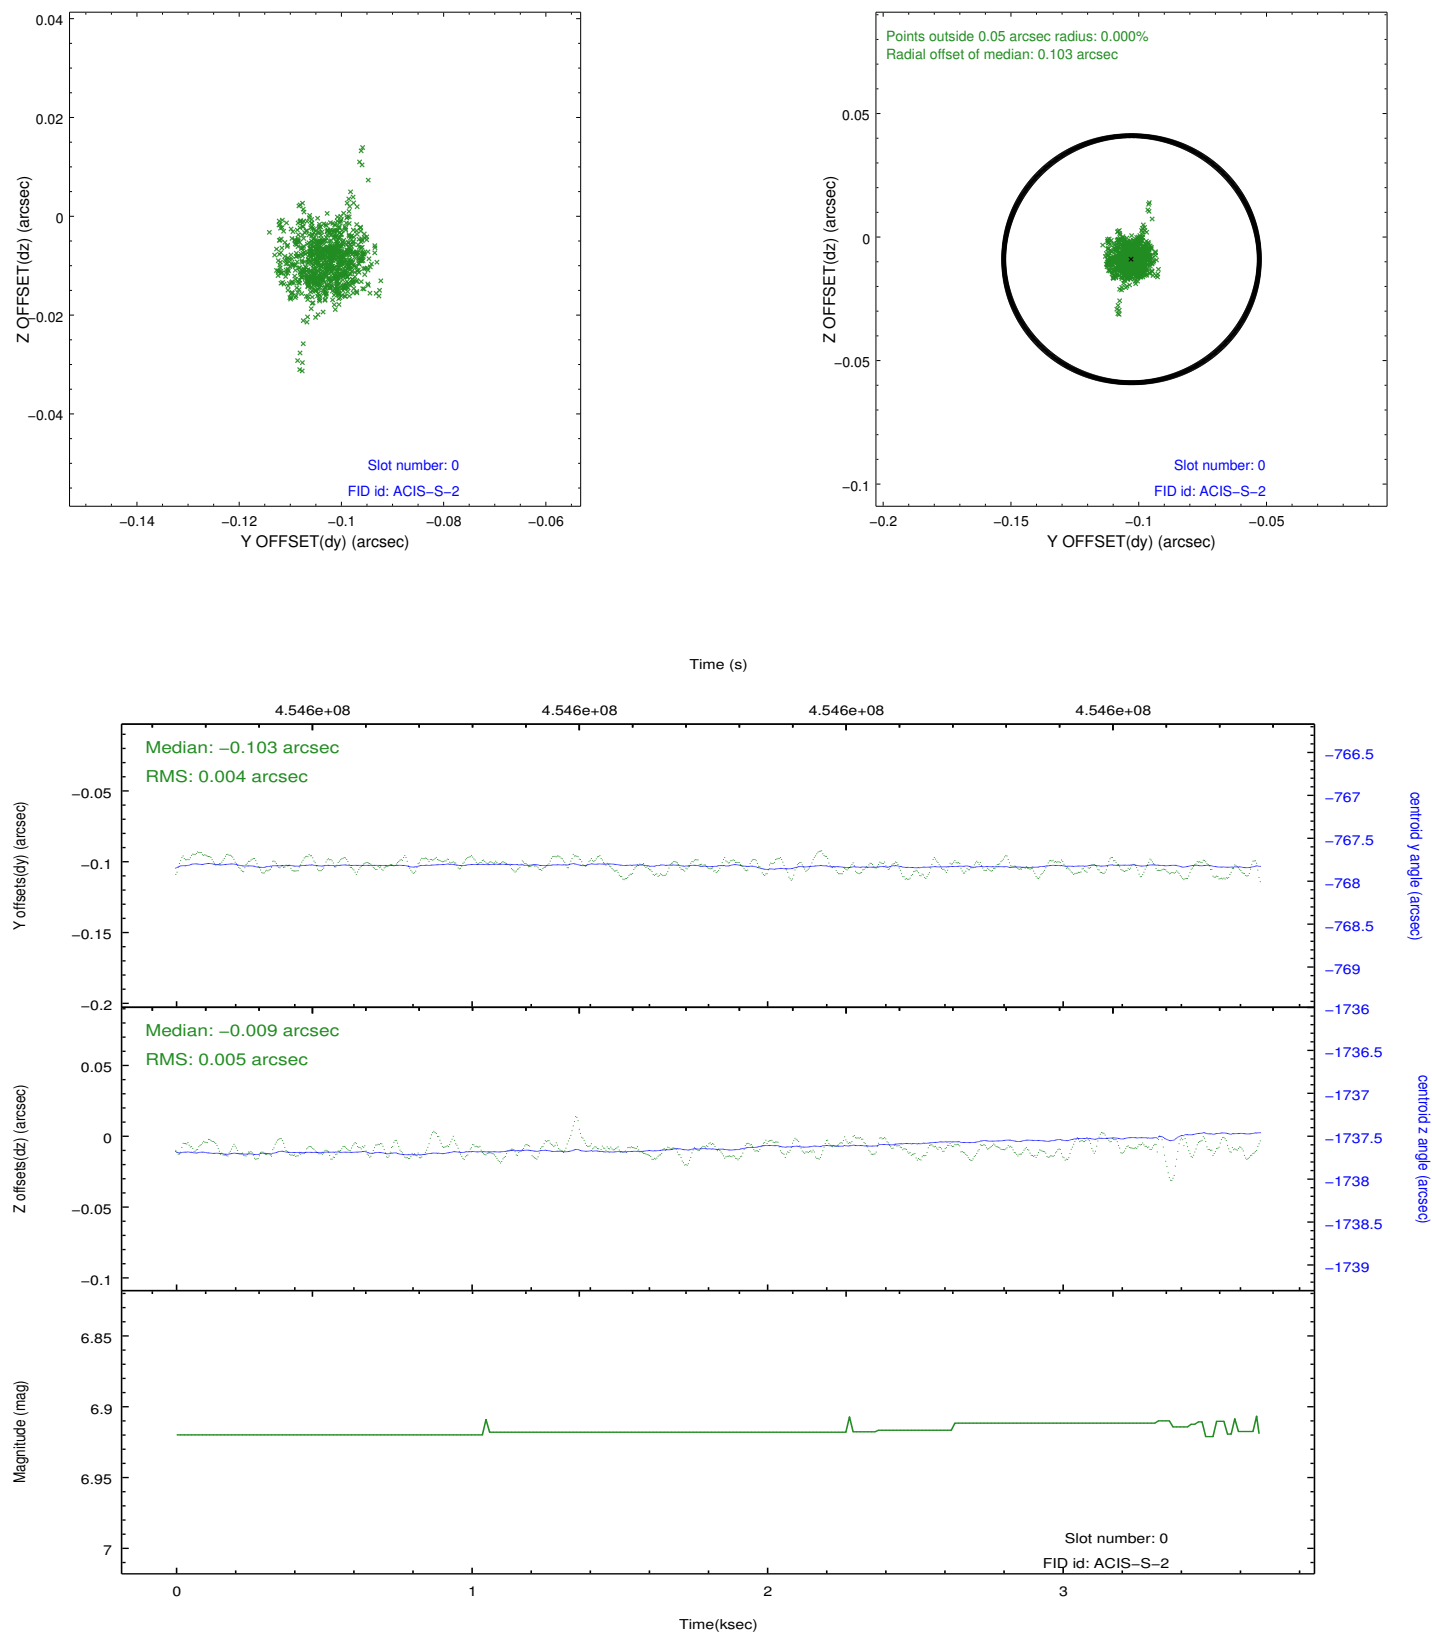 0.04
0.02
0
−0.02
−0.04
Z OFFSET(dz) (arcsec)
Slot number: 0
FID id: ACIS−S−2
−0.14 −0.12 −0.1 −0.08 −0.06
Y OFFSET(dy) (arcsec)
Points outside 0.05 arcsec radius: 0.000%
Radial offset of median: 0.103 arcsec
0.05
0
−0.05
−0.1
Z OFFSET(dz) (arcsec)
Slot number: 0
FID id: ACIS−S−2
−0.2 −0.15 −0.1 −0.05
Y OFFSET(dy) (arcsec)
Time (s)
4.546e+08 4.546e+08 4.546e+08 4.546e+08
Median: −0.103 arcsec
RMS: 0.004 arcsec
−0.05
−0.1
−0.15
−0.2
Y offsets(dy) (arcsec)
−766.5
−767
−767.5
−768
−768.5
−769
centroid y angle (arcsec)
Median: −0.009 arcsec
RMS: 0.005 arcsec
0.05
0
−0.05
−0.1
Z offsets(dz) (arcsec)
−1736
−1736.5
−1737
−1737.5
−1738
−1738.5
−1739
centroid z angle (arcsec)
6.85
6.9
6.95
7
Magnitude (mag)
Slot number: 0
FID id: ACIS−S−2
0 1 2 3
Time(ksec)